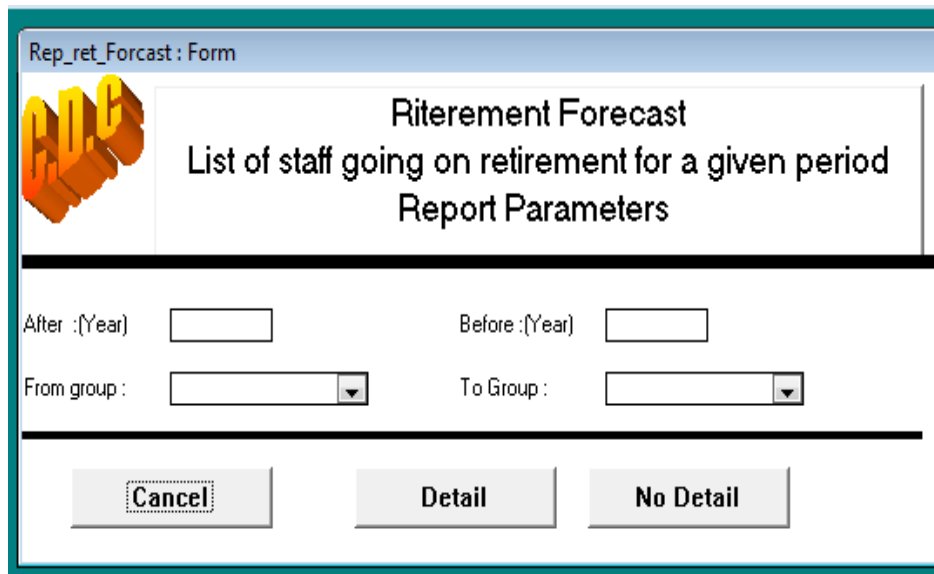 Rep_ret_Forcast : Form
C.D.C
Riterement Forecast
List of staff going on retirement for a given period
Report Parameters
After :(Year)
Before :(Year)
From group :
To Group :
Cancel
Detail
No Detail